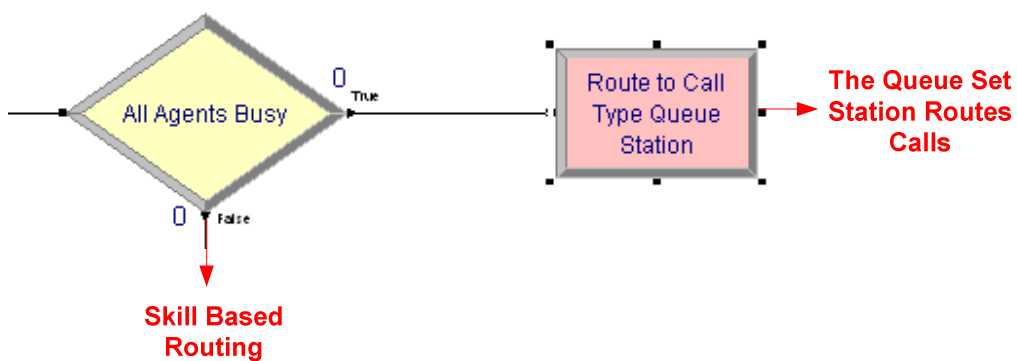 All Agents Busy
0
True
0
False
Route to Call
Type Queue
Station
The Queue Set
Station Routes
Calls
Skill Based
Routing